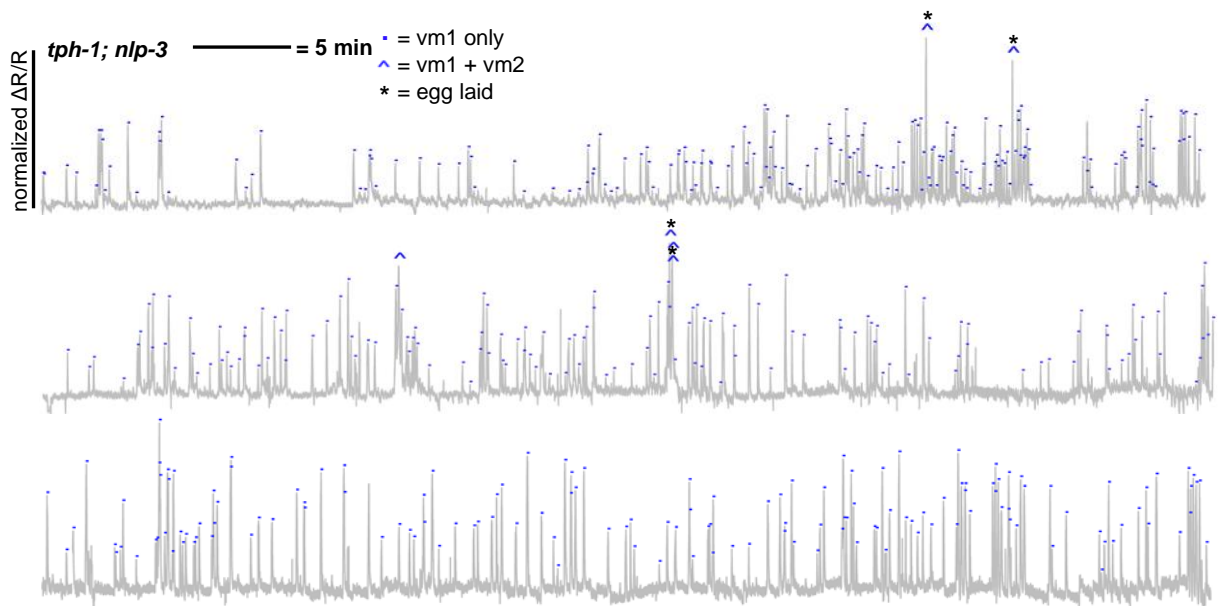 tph-1; nlp-3
= 5 min
▪ = vm1 only
^ = vm1 + vm2
* = egg laid
normalized ΔR/R